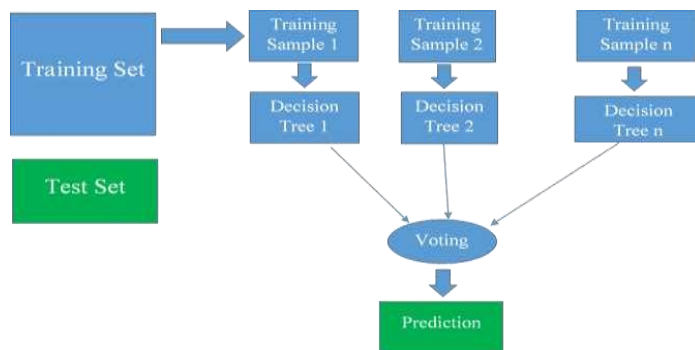 Training Set
Training
Sample 1
Training
Sample 2
Training
Sample n
Decision
Tree 1
Decision
Tree 2
Decision
Tree n
Test Set
Voting
Prediction